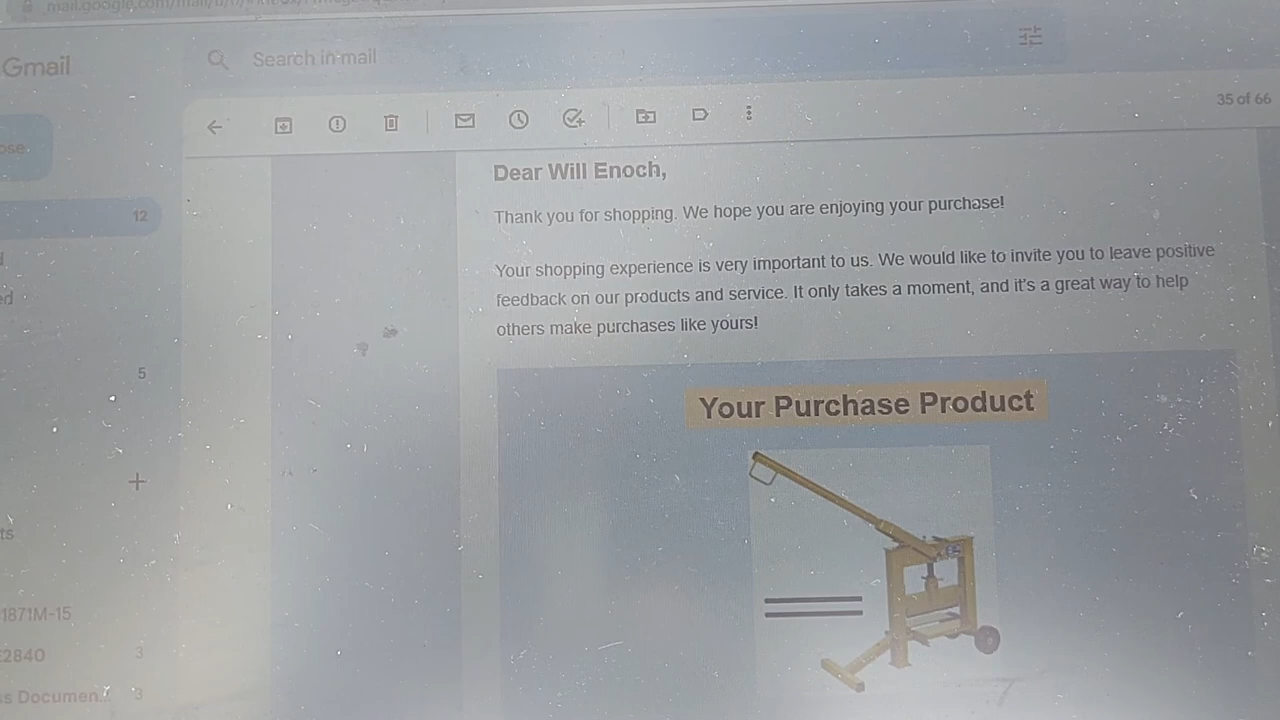 Gmail
Search in mail
35 of 66
12
5
3
1871M-15
2840
3
Dear Will Enoch,
Thank you for shopping. We hope you are enjoying your purchase!
Your shopping experience is very important to us. We would like to invite you to leave positive
feedback on our products and service. It only takes a moment, and it's a great way to help
others make purchases like yours!
Your Purchase Product